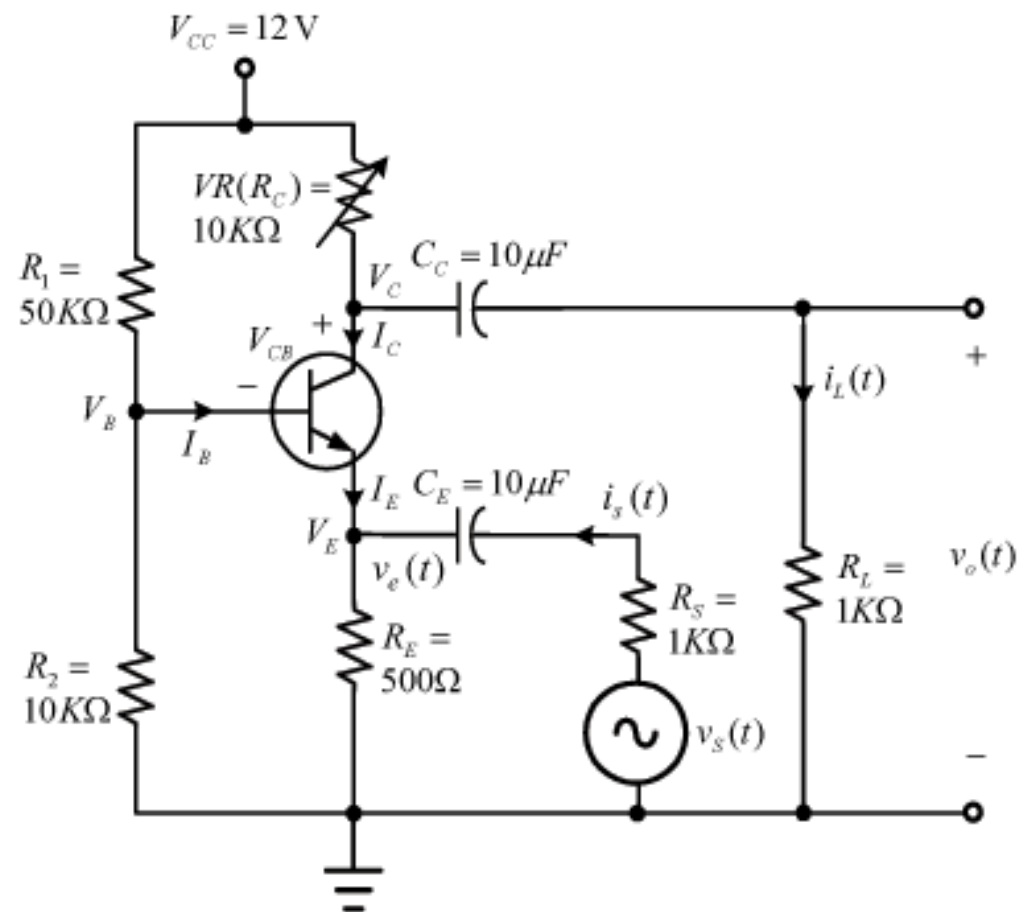 V_CC = 12 V
VR(R_C) =
10KΩ
R_1 =
50KΩ
V_C
C_C = 10μF
+
I_C
V_CB
−
V_B
I_B
+
i_L(t)
I_E
C_E = 10μF
i_s(t)
V_E
v_e(t)
R_E =
500Ω
R_S =
1KΩ
R_L =
1KΩ
v_o(t)
R_2 =
10KΩ
v_S(t)
−